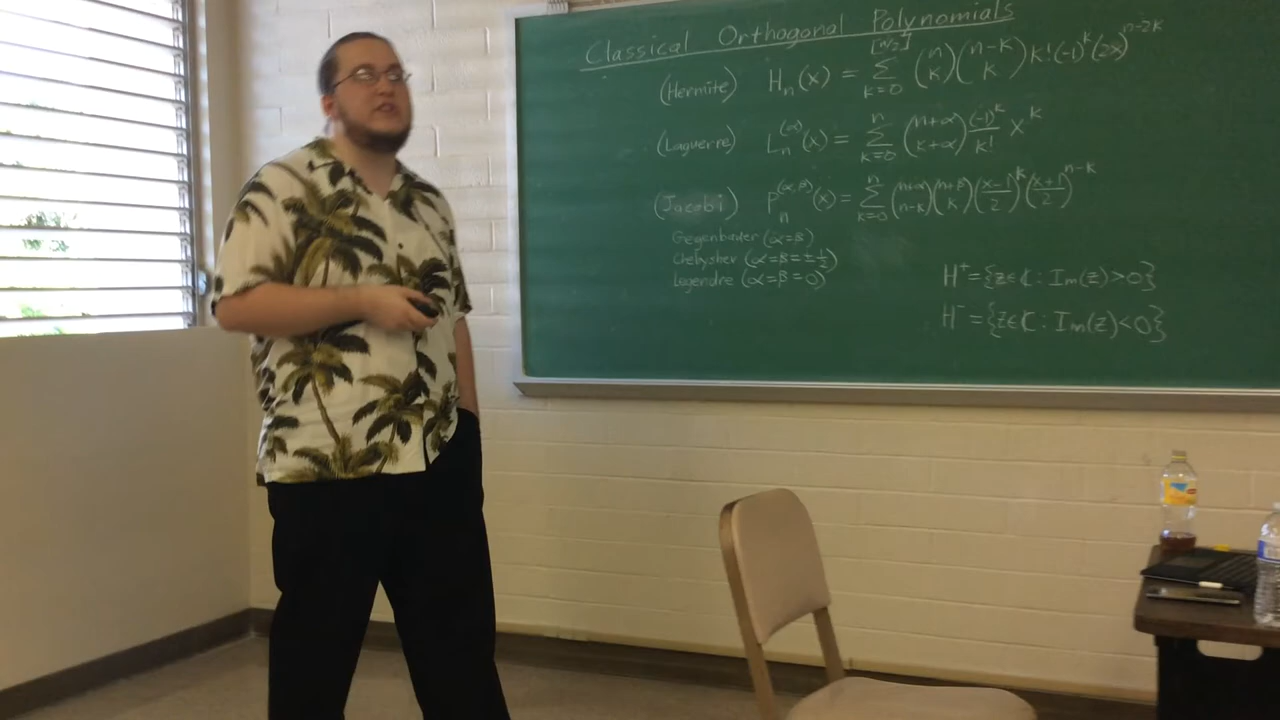 Classical Orthogonal Polynomials
(Hermite) H_n(x) = Σ_{k=0}^{[n/2]} (n k)(n-k k) k! (-1)^k (2x)^{n-2k}
(Laguerre) L_n^{(α)}(x) = Σ_{k=0}^{n} (n+α k+α) (-1)^k/k! x^k
(Jacobi) P_n^{(α,β)}(x) = Σ_{k=0}^{n} (n+α n-k)(n+β k)((x-1)/2)^k((x+1)/2)^{n-k}
Gegenbauer (α=β)
Chebyshev (α=β=±1/2)
Legendre (α=β=0)
H^+ = {z∈ℂ : Im(z)>0}
H^- = {z∈ℂ : Im(z)<0}